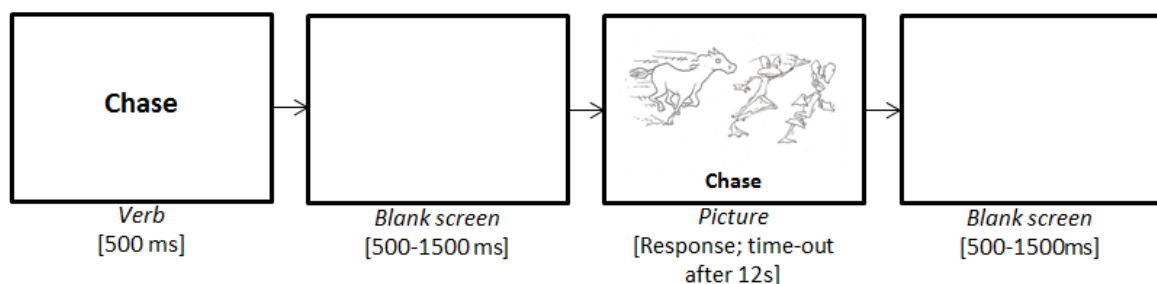 Chase
Verb
[500 ms]
Blank screen
[500-1500 ms]
Chase
Picture
[Response; time-out
after 12s]
Blank screen
[500-1500ms]